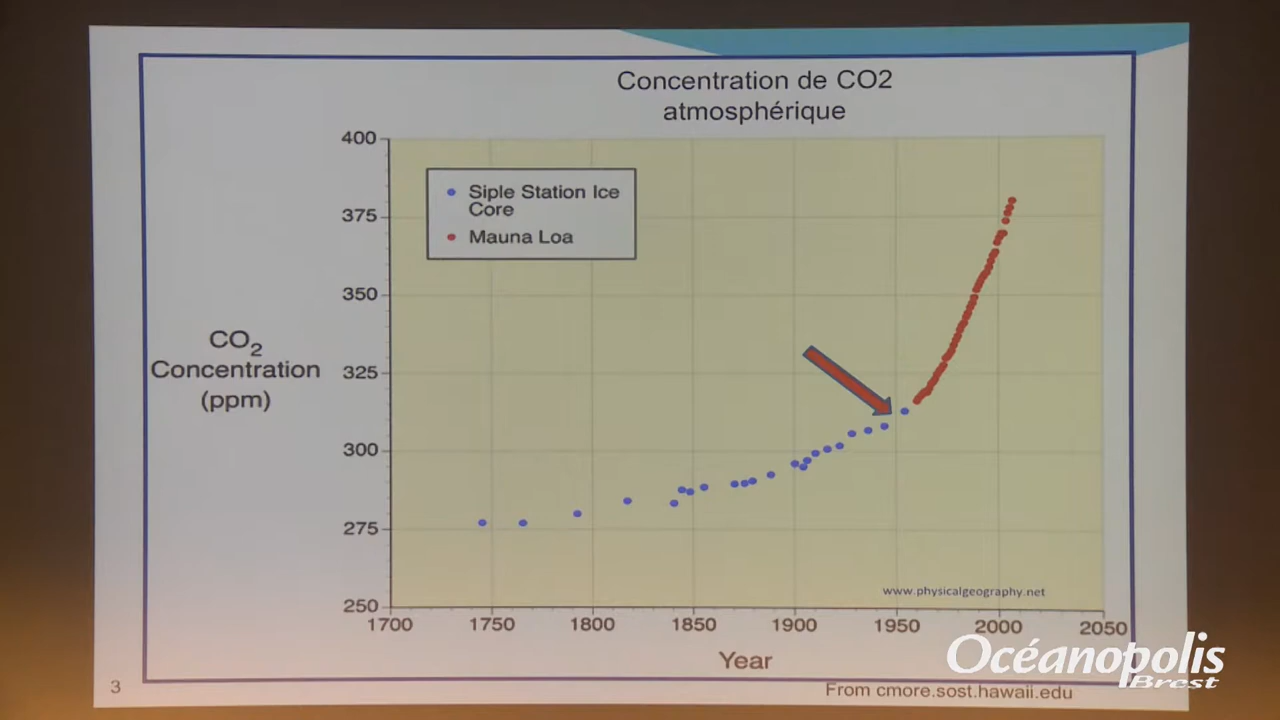 Concentration de CO2
atmosphérique
400
375
350
325
300
275
250
Siple Station Ice
Core
Mauna Loa
CO2
Concentration
(ppm)
www.physicalgeography.net
1700 1750 1800 1850 1900 1950 2000 2050
Year
Océanopolis
Brest
3
From cmore.sost.hawaii.edu